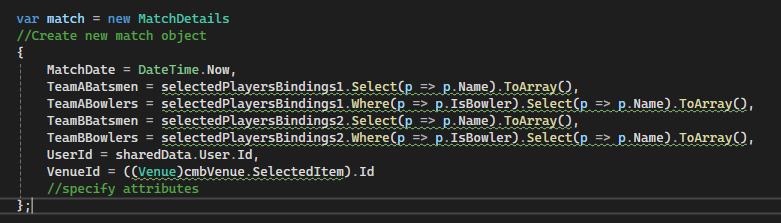 var match = new MatchDetails
//Create new match object
{
MatchDate = DateTime.Now,
TeamABatsmen = selectedPlayersBindings1.Select(p => p.Name).ToArray(),
TeamABowlers = selectedPlayersBindings1.Where(p => p.IsBowler).Select(p => p.Name).ToArray(),
TeamBBatsmen = selectedPlayersBindings2.Select(p => p.Name).ToArray(),
TeamBBowlers = selectedPlayersBindings2.Where(p => p.IsBowler).Select(p => p.Name).ToArray(),
UserId = sharedData.User.Id,
VenueId = ((Venue)cmbVenue.SelectedItem).Id
//specify attributes
};